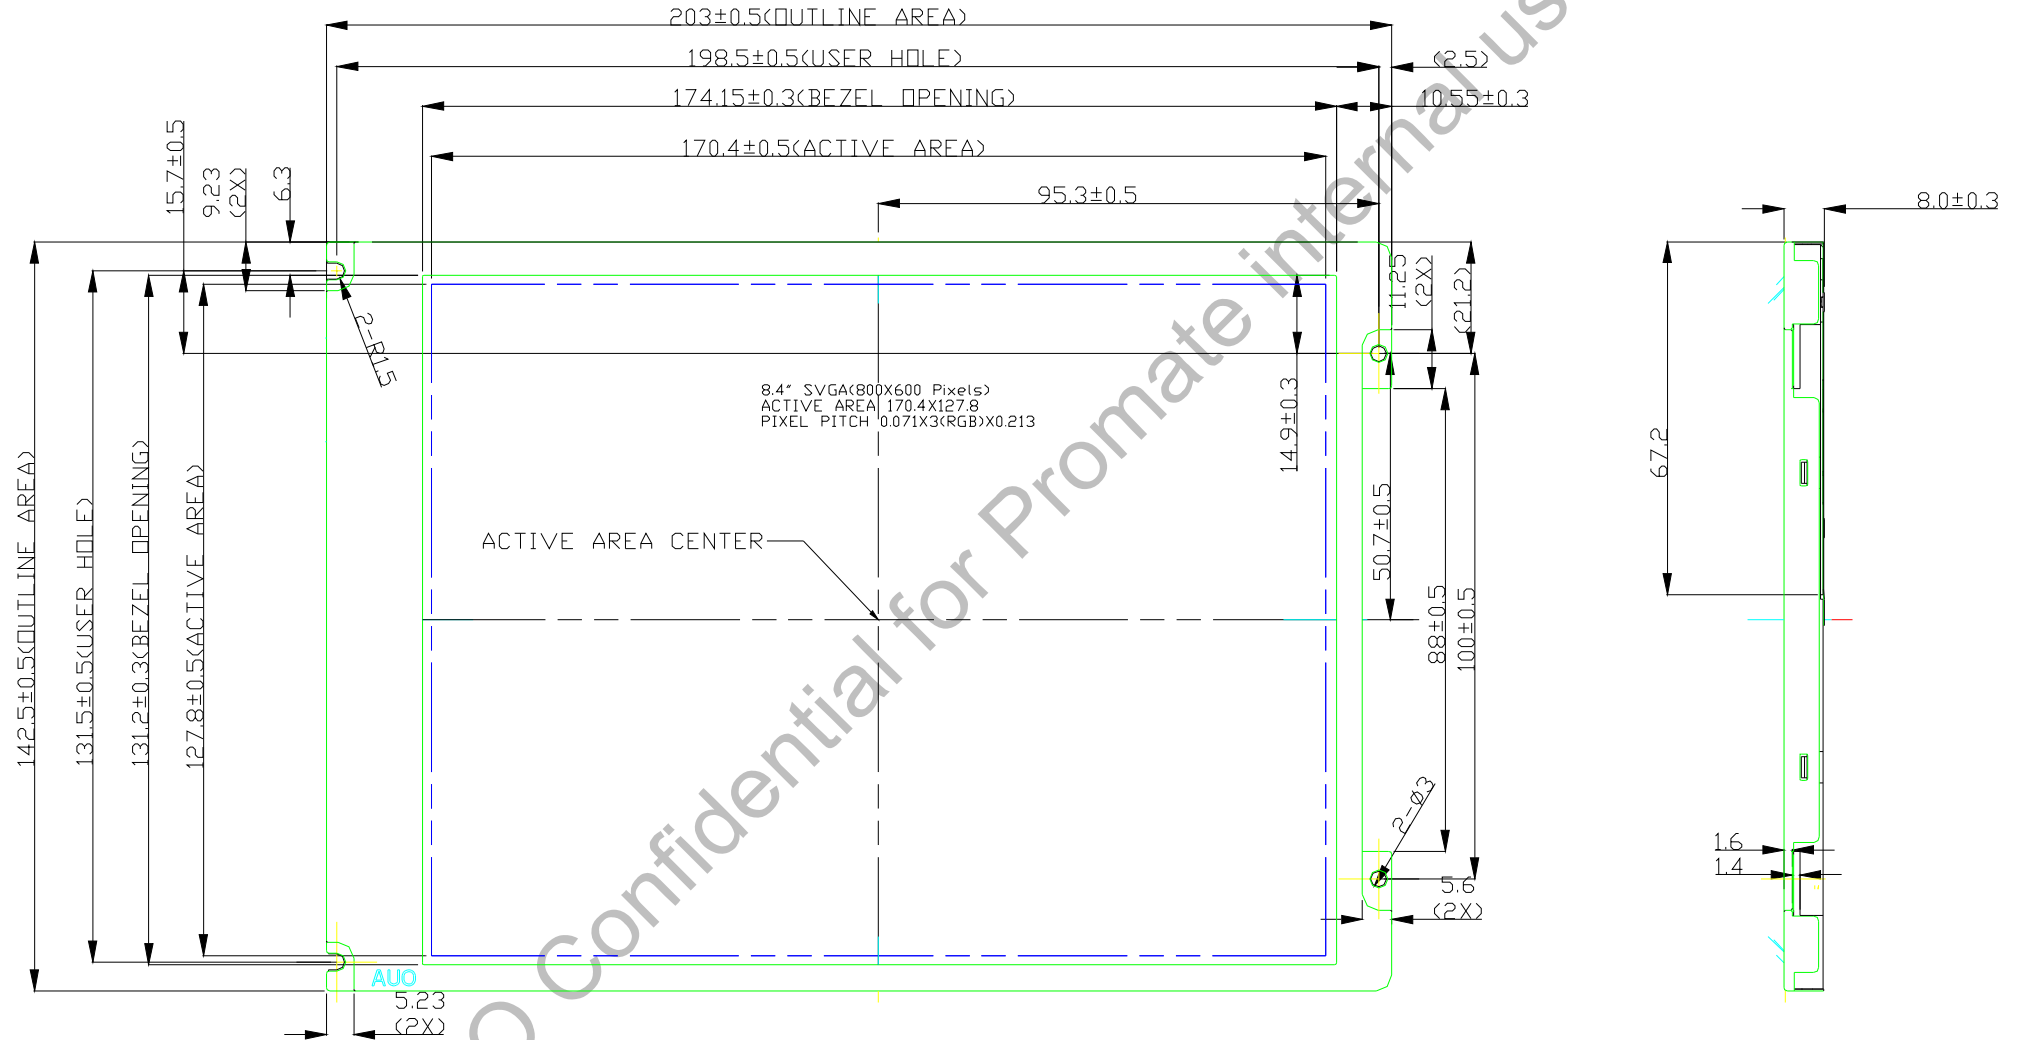 203±0.5(OUTLINE AREA)
198.5±0.5(USER HOLE)
(2.5)
174.15±0.3(BEZEL OPENING)
10.55±0.3
170.4±0.5(ACTIVE AREA)
95.3±0.5
8.0±0.3
15.7±0.5
9.23
(2X)
6.3
11.25
(2X)
(21.2)
2-R1.5
8.4" SVGA(800X600 Pixels)
ACTIVE AREA 170.4X127.8
PIXEL PITCH 0.071X3(RGB)X0.213
14.9±0.3
67.2
ACTIVE AREA CENTER
50.7±0.5
88±0.5
100±0.5
142.5±0.5(OUTLINE AREA)
131.5±0.5(USER HOLE)
131.2±0.3(BEZEL OPENING)
127.8±0.5(ACTIVE AREA)
2-ø3
1.6
1.4
5.6
(2X)
AUO
5.23
(2X)
O Confidential for Promate internal us